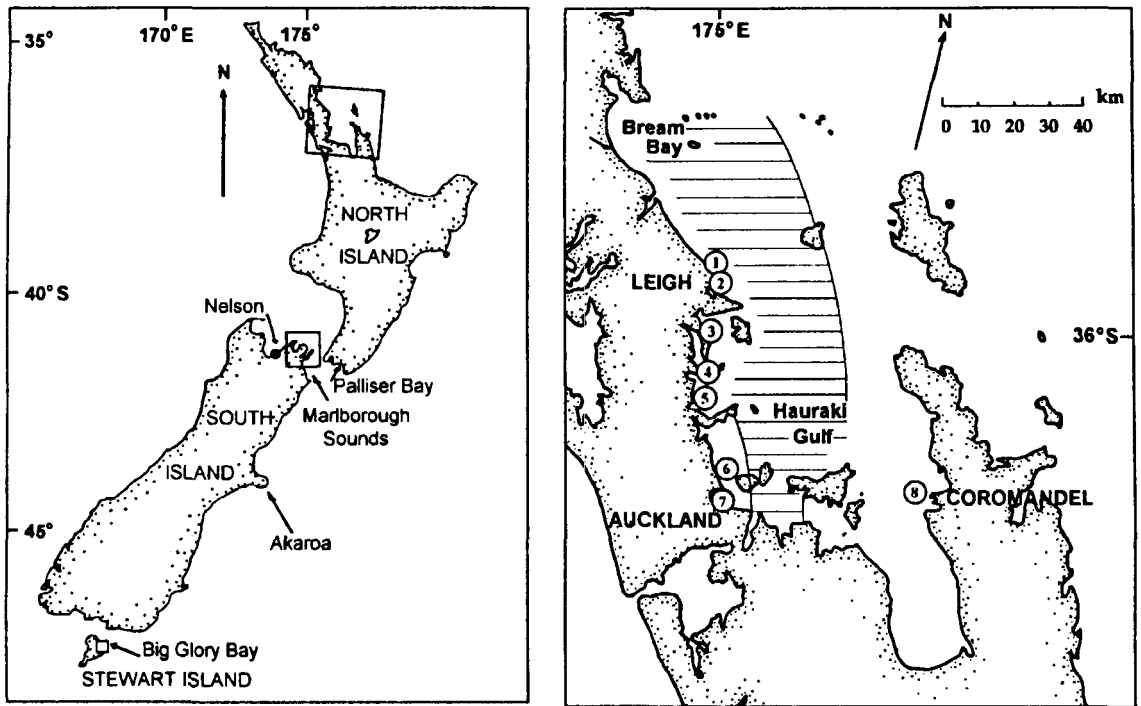 170°E 175°
35°
N
NORTH
ISLAND
40°S
Nelson
Palliser Bay
SOUTH
Marlborough
Sounds
ISLAND
45°
Akaroa
Big Glory Bay
STEWART ISLAND
175°E
N
km
0 10 20 30 40
Bream
Bay
1
LEIGH
2
3
36°S
4
5
Hauraki
Gulf
6
8
COROMANDEL
7
AUCKLAND